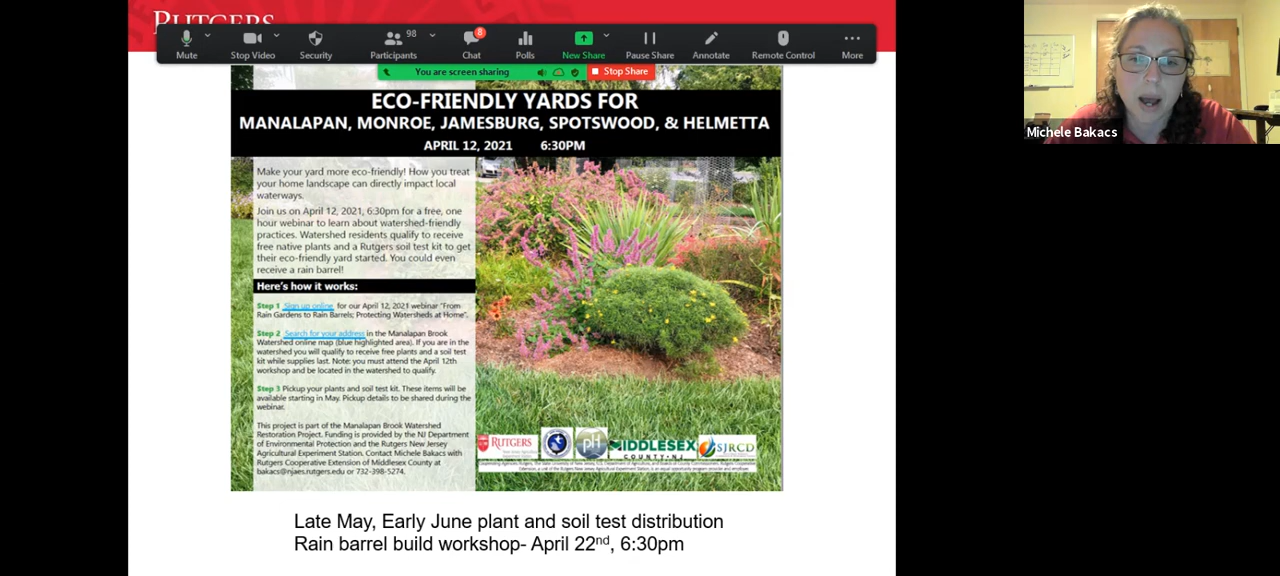 RUTGERS
98
8
Mute
Stop Video
Security
Participants
Chat
Polls
New Share
Pause Share
Annotate
Remote Control
More
You are screen sharing
Stop Share
Michele Bakacs
ECO-FRIENDLY YARDS FOR
MANALAPAN, MONROE, JAMESBURG, SPOTSWOOD, & HELMETTA
APRIL 12, 2021 6:30PM
Make your yard more eco-friendly! How you treat
your home landscape can directly impact local
waterways.
Join us on April 12, 2021, 6:30pm for a free, one
hour webinar to learn about watershed-friendly
practices. Watershed residents qualify to receive
free native plants and a Rutgers soil test kit to get
their eco-friendly yard started. You could even
receive a rain barrel!
Here's how it works:
Step 1 Sign up online for our April 12, 2021 webinar "From
Rain Gardens to Rain Barrels; Protecting Watersheds at Home".
Step 2 Search for your address in the Manalapan Brook
Watershed online map (blue highlighted area). If you are in the
watershed you will qualify to receive free plants and a soil test
kit while supplies last. Note: you must attend the April 12th
workshop and be located in the watershed to qualify.
Step 3 Pickup your plants and soil test kit. These items will be
available starting in May. Pickup details to be shared during the
webinar.
This project is part of the Manalapan Brook Watershed
Restoration Project. Funding is provided by the NJ Department
of Environmental Protection and the Rutgers New Jersey
Agricultural Experiment Station. Contact Michele Bakacs with
Rutgers Cooperative Extension of Middlesex County at
bakacs@njaes.rutgers.edu or 732-398-5274.
RUTGERS
pH
MIDDLESEX
COUNTY·NJ
SJRCD
Late May, Early June plant and soil test distribution
Rain barrel build workshop- April 22nd, 6:30pm